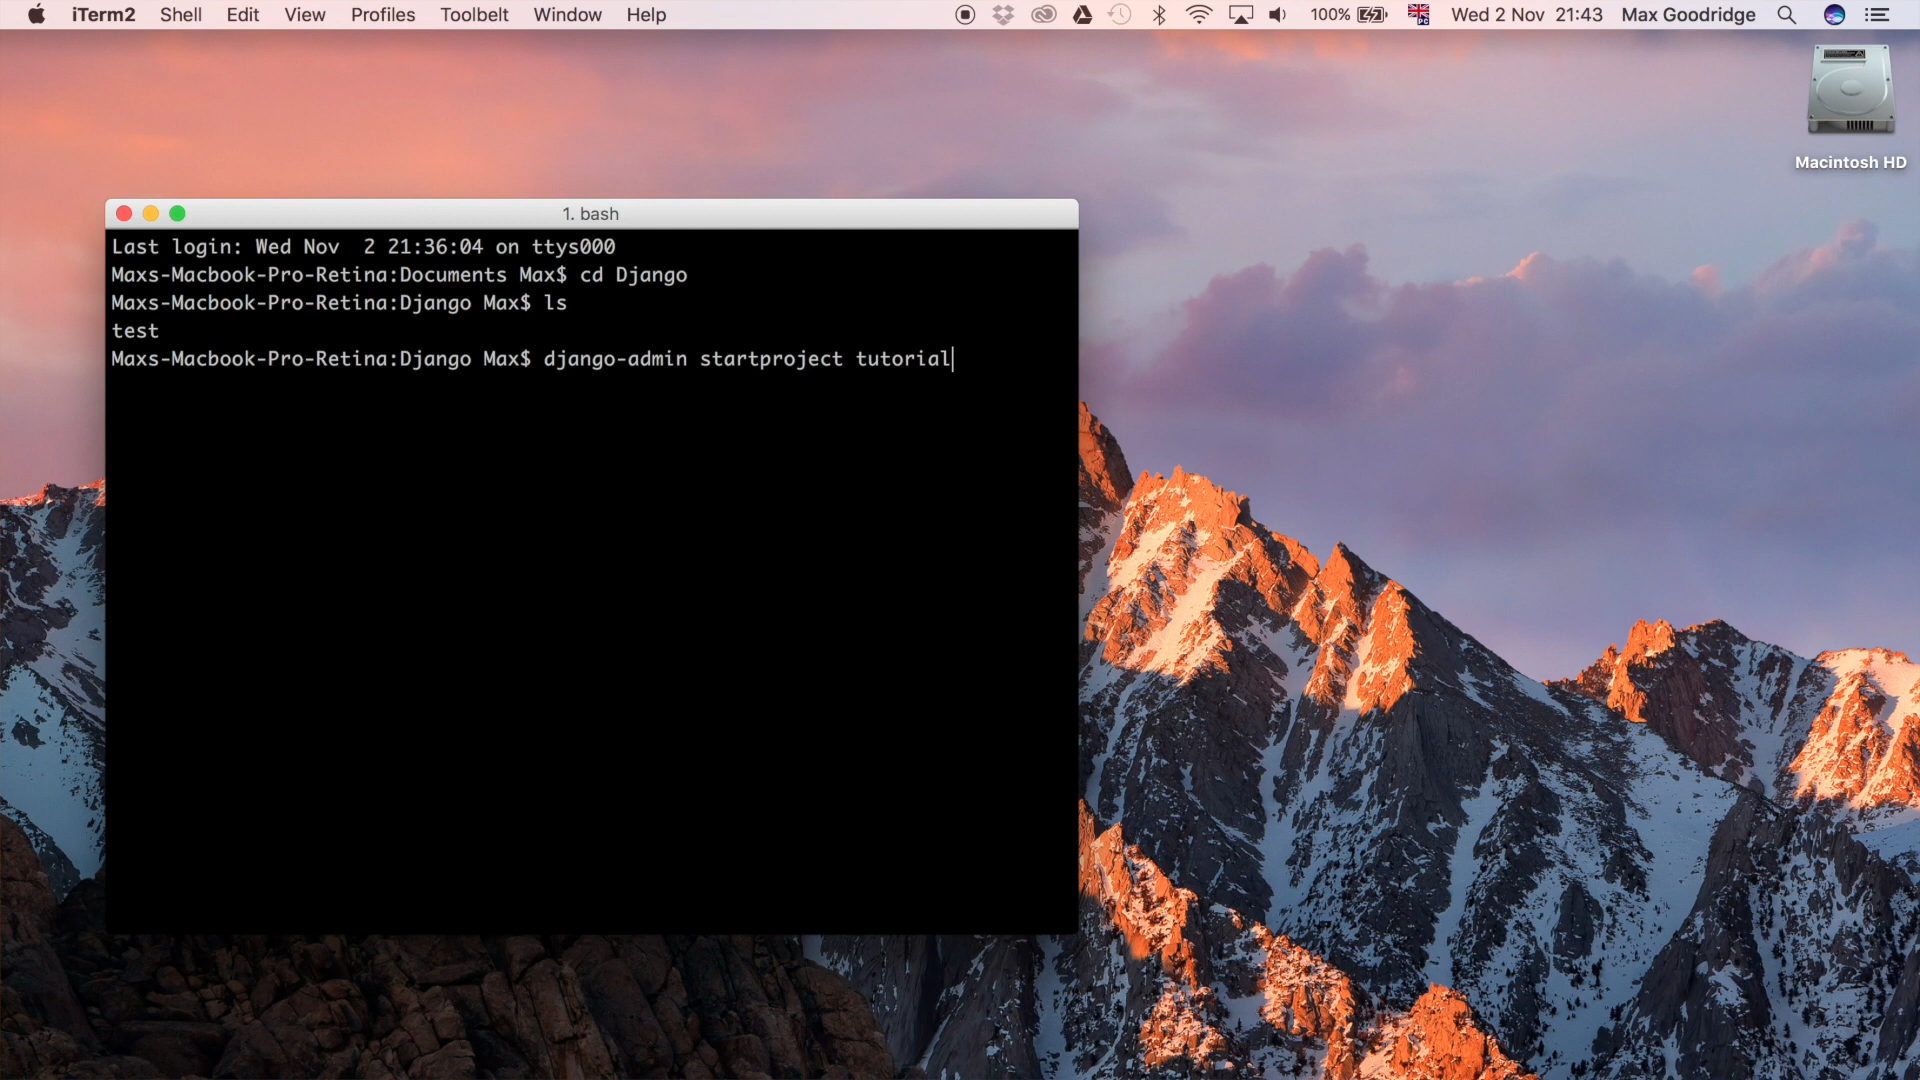 iTerm2 Shell Edit View Profiles Toolbelt Window Help 100% Wed 2 Nov 21:43 Max Goodridge
Macintosh HD
1. bash
Last login: Wed Nov  2 21:36:04 on ttys000
Maxs-Macbook-Pro-Retina:Documents Max$ cd Django
Maxs-Macbook-Pro-Retina:Django Max$ ls
test
Maxs-Macbook-Pro-Retina:Django Max$ django-admin startproject tutorial